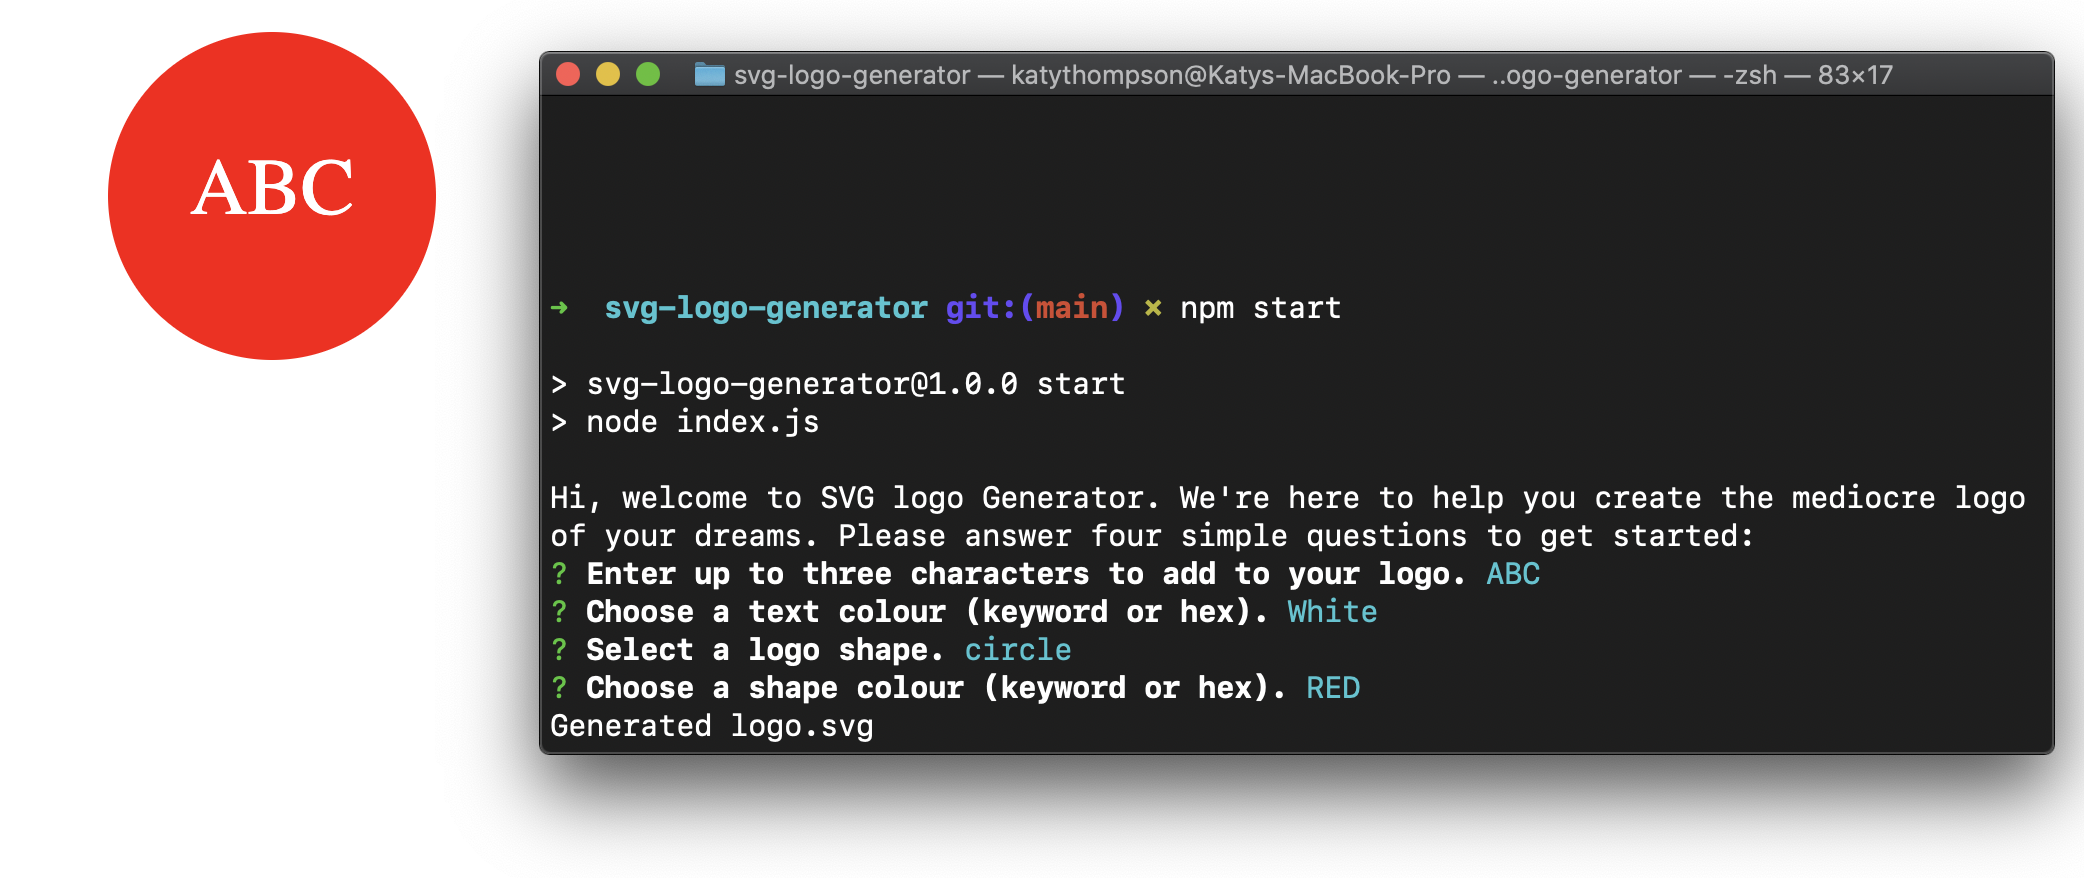 ABC
svg-logo-generator — katythompson@Katys-MacBook-Pro — ..ogo-generator — -zsh — 83×17
➜  svg-logo-generator git:(main) ✗ npm start
> svg-logo-generator@1.0.0 start
> node index.js
Hi, welcome to SVG logo Generator. We're here to help you create the mediocre logo
of your dreams. Please answer four simple questions to get started:
? Enter up to three characters to add to your logo. ABC
? Choose a text colour (keyword or hex). White
? Select a logo shape. circle
? Choose a shape colour (keyword or hex). RED
Generated logo.svg